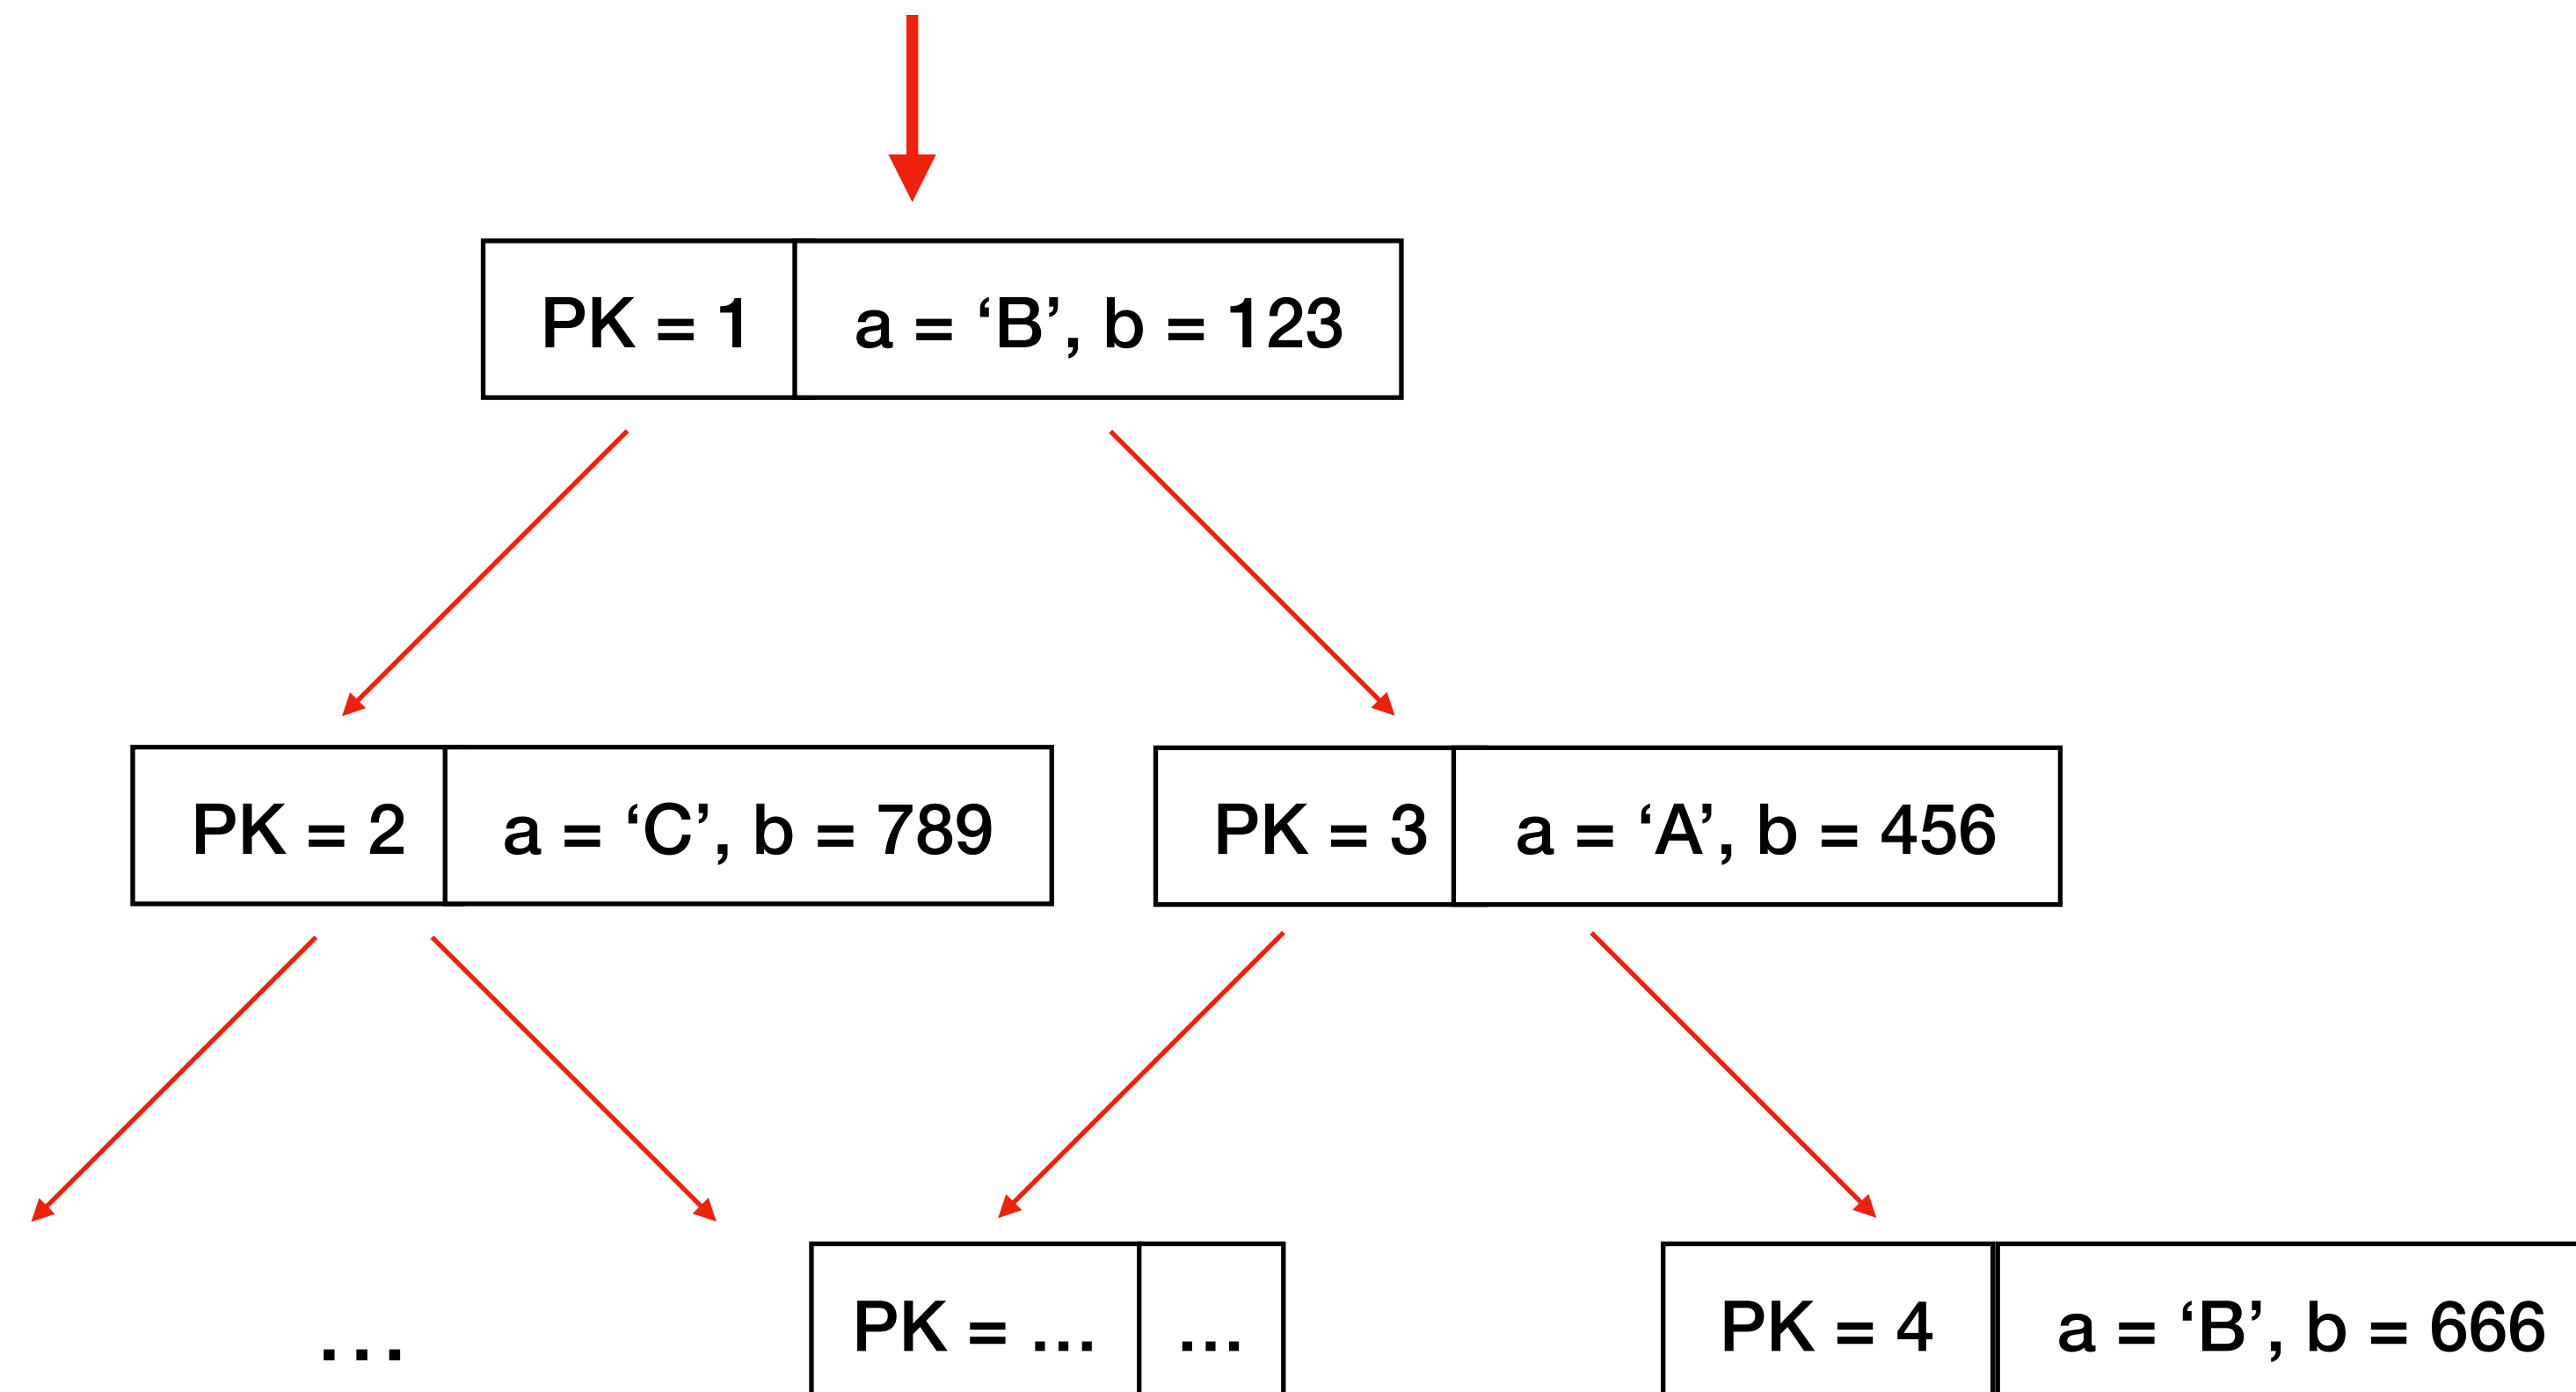 PK = 1 a = ‘B’, b = 123
PK = 2 a = ‘C’, b = 789 PK = 3 a = ‘A’, b = 456
... PK = ... ... PK = 4 a = ‘B’, b = 666